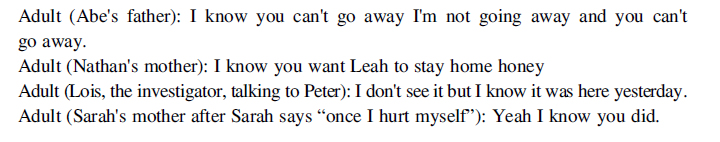 Adult (Abe's father): I know you can't go away I'm not going away and you can't
go away.
Adult (Nathan's mother): I know you want Leah to stay home honey
Adult (Lois, the investigator, talking to Peter): I don't see it but I know it was here yesterday.
Adult (Sarah's mother after Sarah says “once I hurt myself”): Yeah I know you did.